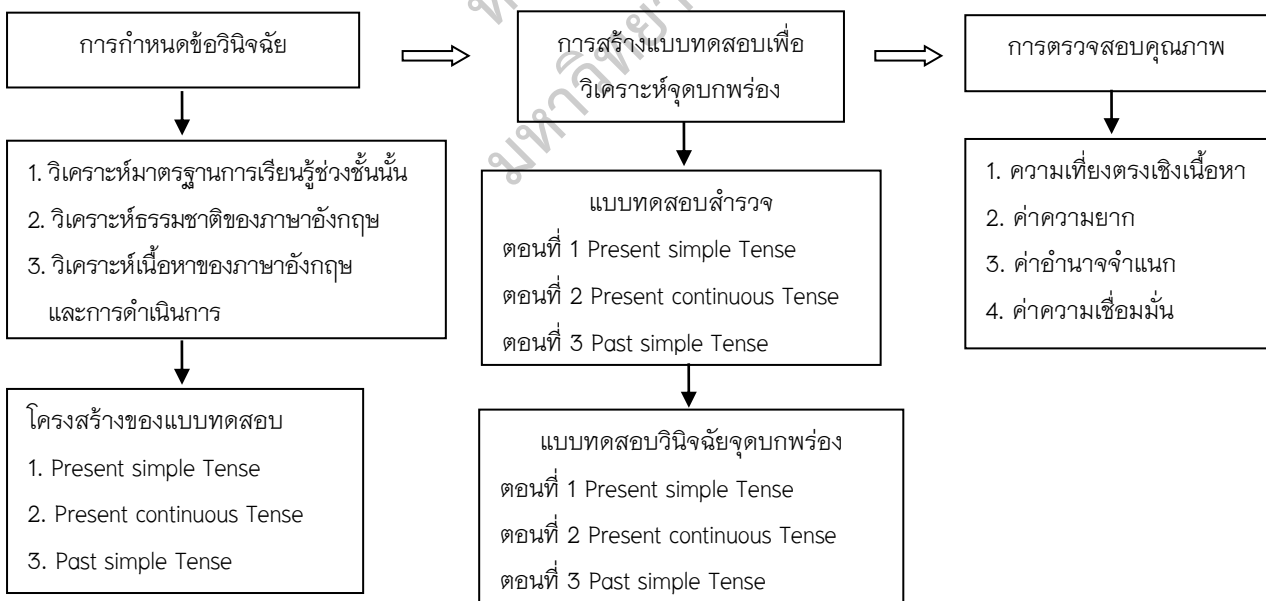 การกำหนดข้อวินิจฉัย
1. วิเคราะห์มาตรฐานการเรียนรู้ช่วงชั้นนั้น
2. วิเคราะห์ธรรมชาติของภาษาอังกฤษ
3. วิเคราะห์เนื้อหาของภาษาอังกฤษ
และการดำเนินการ
โครงสร้างของแบบทดสอบ
1. Present simple Tense
2. Present continuous Tense
3. Past simple Tense
การสร้างแบบทดสอบเพื่อ
วิเคราะห์จุดบกพร่อง
แบบทดสอบสำรวจ
ตอนที่ 1 Present simple Tense
ตอนที่ 2 Present continuous Tense
ตอนที่ 3 Past simple Tense
แบบทดสอบวินิจฉัยจุดบกพร่อง
ตอนที่ 1 Present simple Tense
ตอนที่ 2 Present continuous Tense
ตอนที่ 3 Past simple Tense
การตรวจสอบคุณภาพ
1. ความเที่ยงตรงเชิงเนื้อหา
2. ค่าความยาก
3. ค่าอำนาจจำแนก
4. ค่าความเชื่อมมั่น